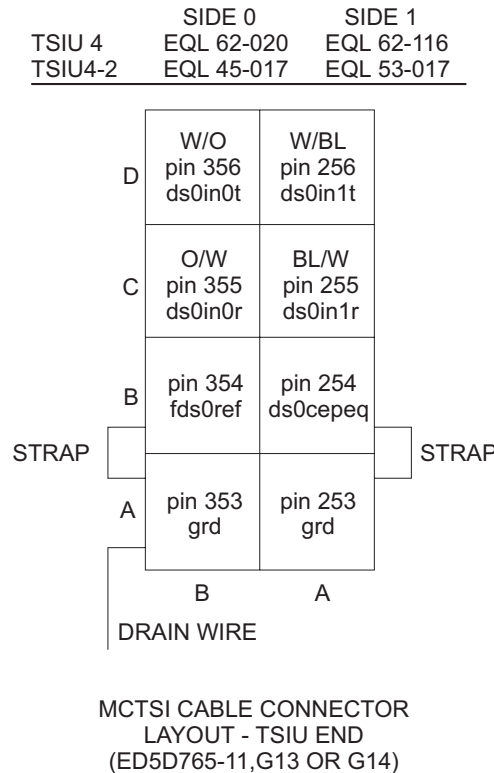 SIDE 0 SIDE 1
TSIU 4 EQL 62-020 EQL 62-116
TSIU4-2 EQL 45-017 EQL 53-017
W/O W/BL
D pin 356 pin 256
ds0in0t ds0in1t
O/W BL/W
C pin 355 pin 255
ds0in0r ds0in1r
pin 354 pin 254
B fds0ref ds0cepeq
STRAP STRAP
A pin 353 pin 253
grd grd
B A
DRAIN WIRE
MCTSI CABLE CONNECTOR
LAYOUT - TSIU END
(ED5D765-11,G13 OR G14)